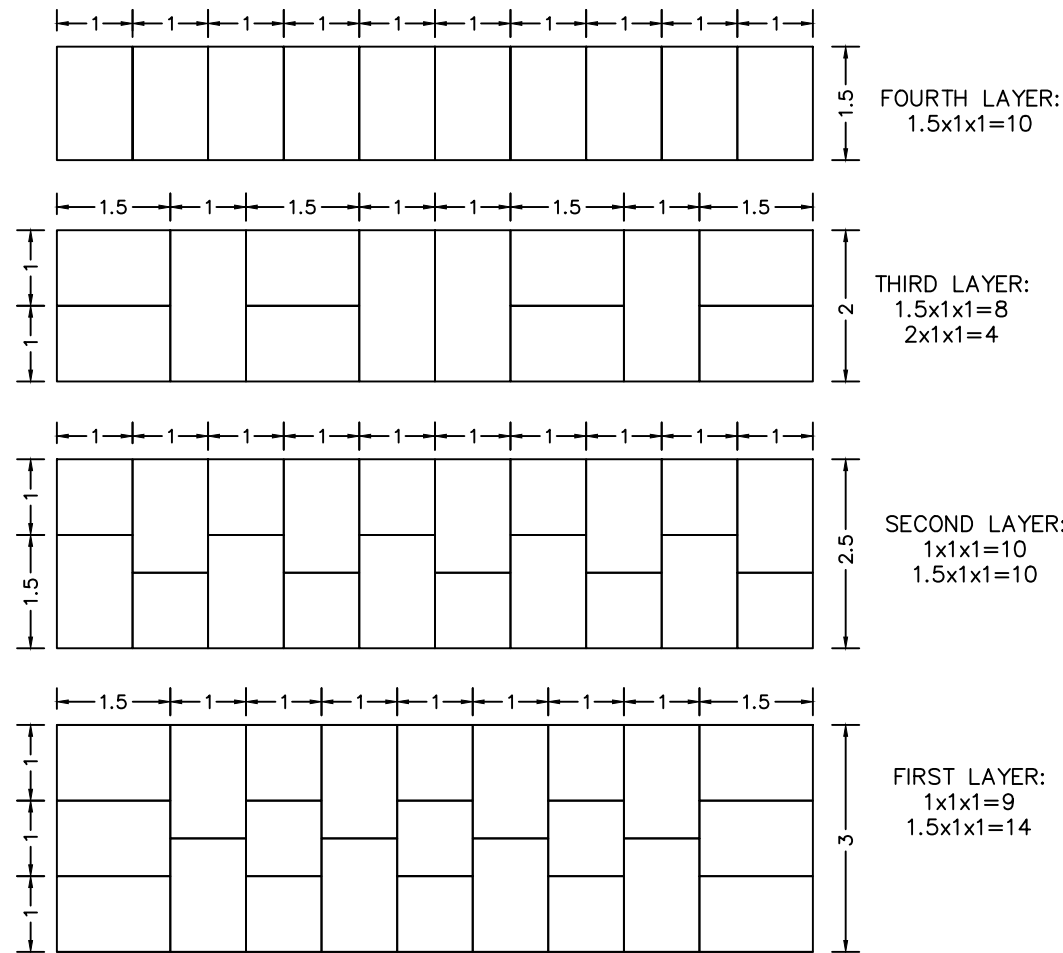 1 1 1 1 1 1 1 1 1 1
1.5
FOURTH LAYER:
1.5x1x1=10
1.5 1 1.5 1 1 1.5 1 1.5
1
1
2
THIRD LAYER:
1.5x1x1=8
2x1x1=4
1 1 1 1 1 1 1 1 1 1
1
1.5
2.5
SECOND LAYER:
1x1x1=10
1.5x1x1=10
1.5 1 1 1 1 1 1 1 1.5
1
1
1
3
FIRST LAYER:
1x1x1=9
1.5x1x1=14